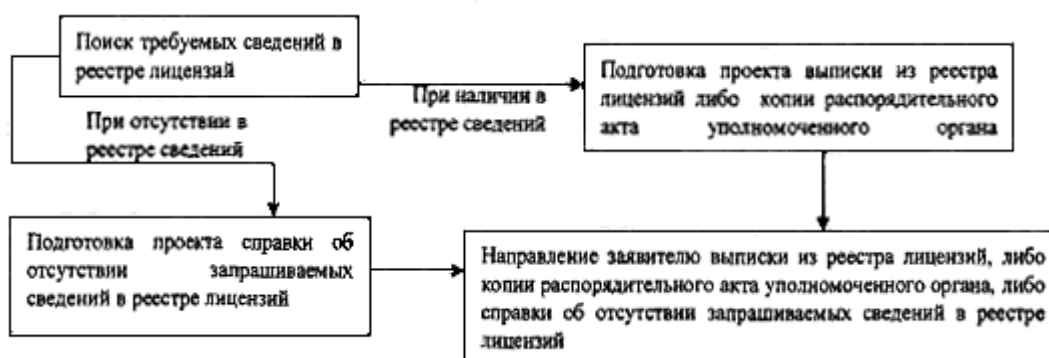 Поиск требуемых сведений в
реестре лицензий
При наличии в
реестре сведений
Подготовка проекта выписки из реестра
лицензий либо копии распорядительного
акта уполномоченного органа
При отсутствии в
реестре сведений
Подготовка проекта справки об
отсутствии запрашиваемых
сведений в реестре лицензий
Направление заявителю выписки из реестра лицензий, либо
копии распорядительного акта уполномоченного органа, либо
справки об отсутствии запрашиваемых сведений в реестре
лицензий